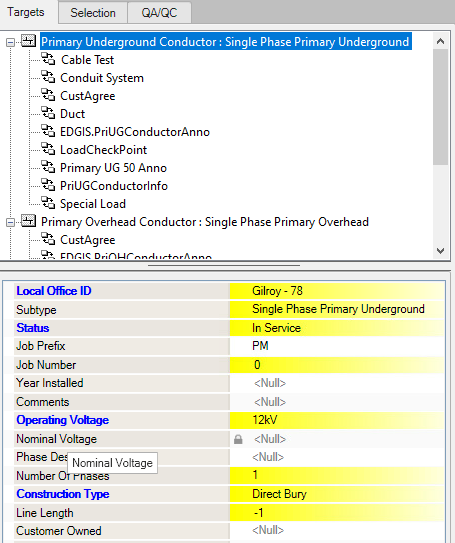 Targets Selection QA/QC
Primary Underground Conductor : Single Phase Primary Underground
Cable Test
Conduit System
CustAgree
Duct
EDGIS.PriUGConductorAnno
LoadCheckPoint
Primary UG 50 Anno
PriUGConductorInfo
Special Load
Primary Overhead Conductor : Single Phase Primary Overhead
CustAgree
EDGIS.PriOHConductorAnno
Local Office ID Gilroy - 78
Subtype Single Phase Primary Underground
Status In Service
Job Prefix PM
Job Number 0
Year Installed <Null>
Comments <Null>
Operating Voltage 12kV
Nominal Voltage <Null>
Phase Des <Null>
Nominal Voltage
Number Of Phases 1
Construction Type Direct Bury
Line Length -1
Customer Owned <Null>